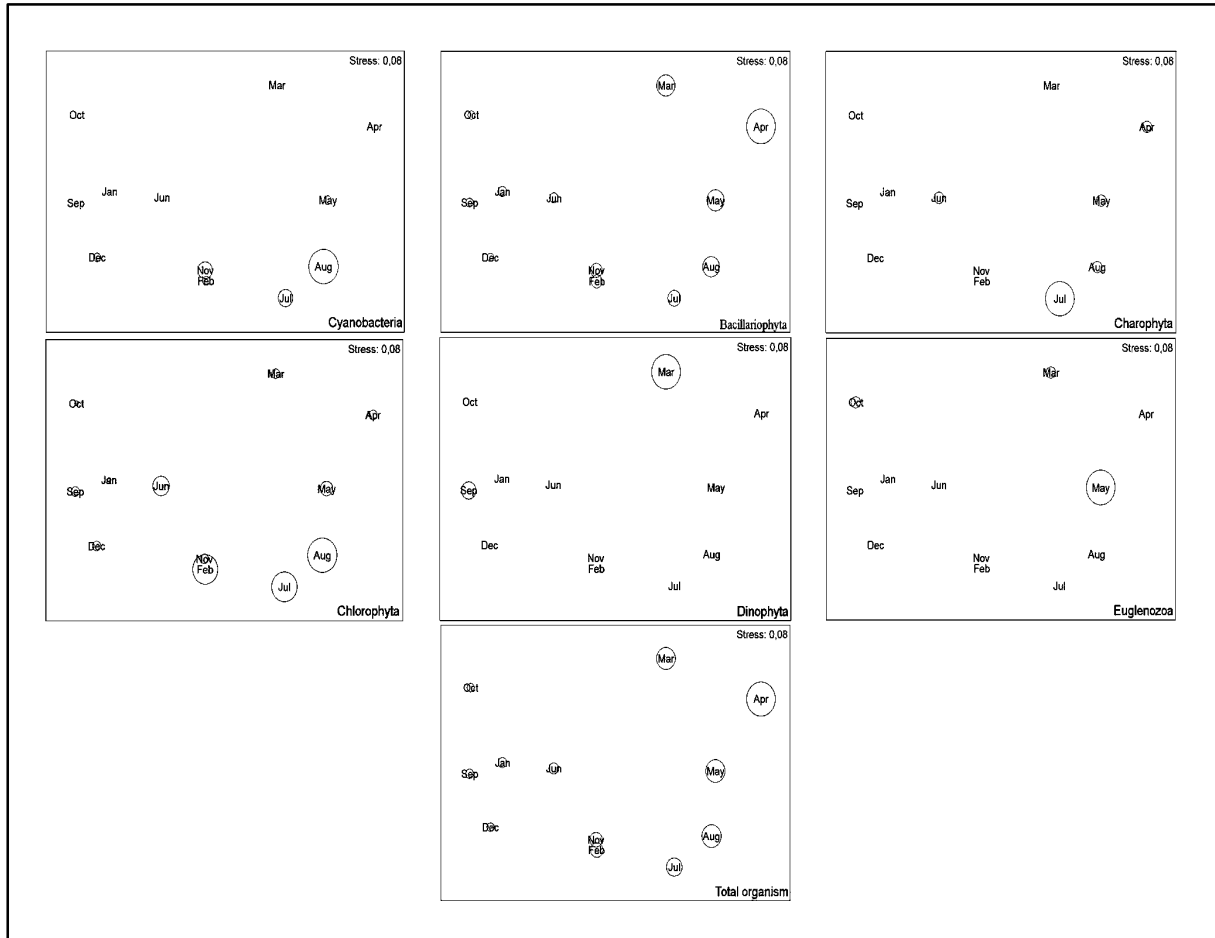 Stress: 0,08
Mar
Oct
Apr
Jan
Jun
Sep
May
Dec
Nov
Aug
Feb
Jul
Cyanobacteria
Stress: 0,08
Mar
Oct
Apr
Jan
Jun
Sep
May
Dec
Nov
Aug
Feb
Jul
Bacillariophyta
Stress: 0,08
Mar
Oct
Apr
Jan
Jun
Sep
May
Dec
Nov
Aug
Feb
Jul
Charophyta
Stress: 0,08
Mar
Oct
Apr
Jan
Jun
Sep
May
Dec
Nov
Aug
Feb
Jul
Chlorophyta
Stress: 0,08
Mar
Oct
Apr
Jan
Jun
Sep
May
Dec
Nov
Aug
Feb
Jul
Dinophyta
Stress: 0,08
Mar
Oct
Apr
Jan
Jun
Sep
May
Dec
Nov
Aug
Feb
Jul
Euglenozoa
Stress: 0,08
Mar
Oct
Apr
Jan
Jun
Sep
May
Dec
Nov
Aug
Feb
Jul
Total organism